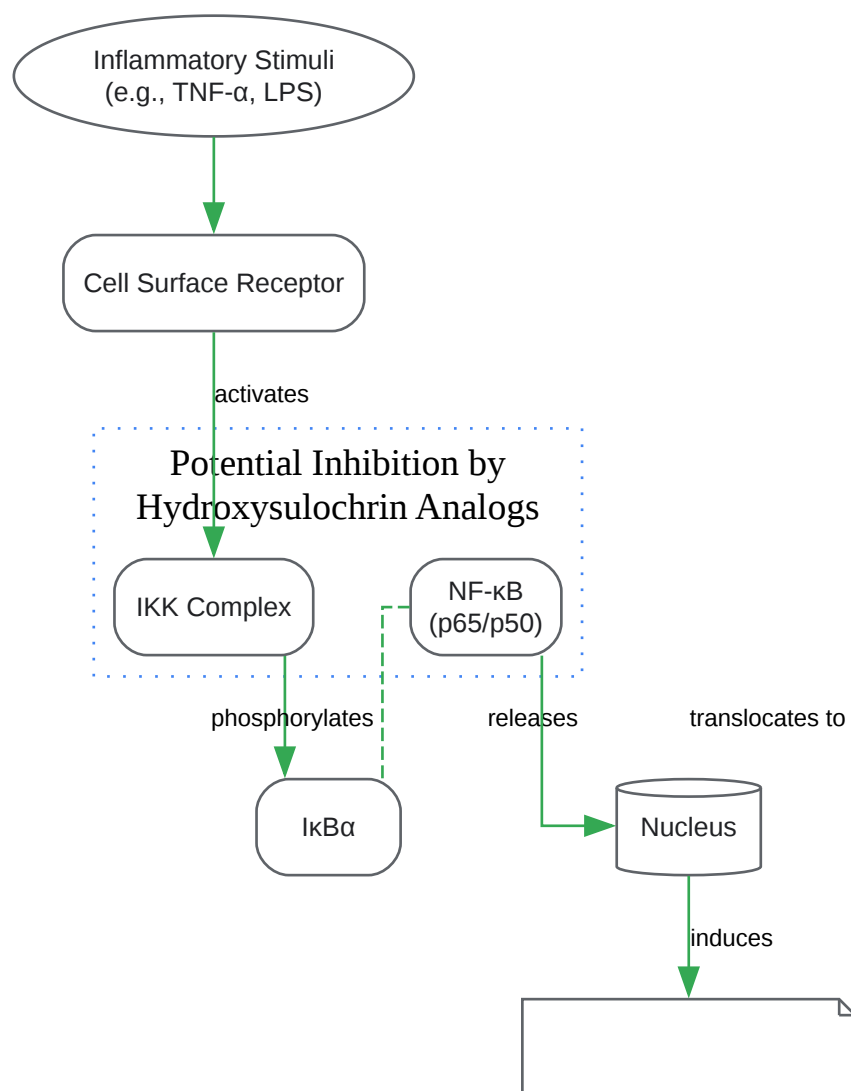 Inflammatory Stimuli
(e.g., TNF-α, LPS)
Cell Surface Receptor
activates
Potential Inhibition by
Hydroxysulochrin Analogs
IKK Complex
NF-κB
(p65/p50)
phosphorylates
releases
translocates to
IκBα
Nucleus
induces